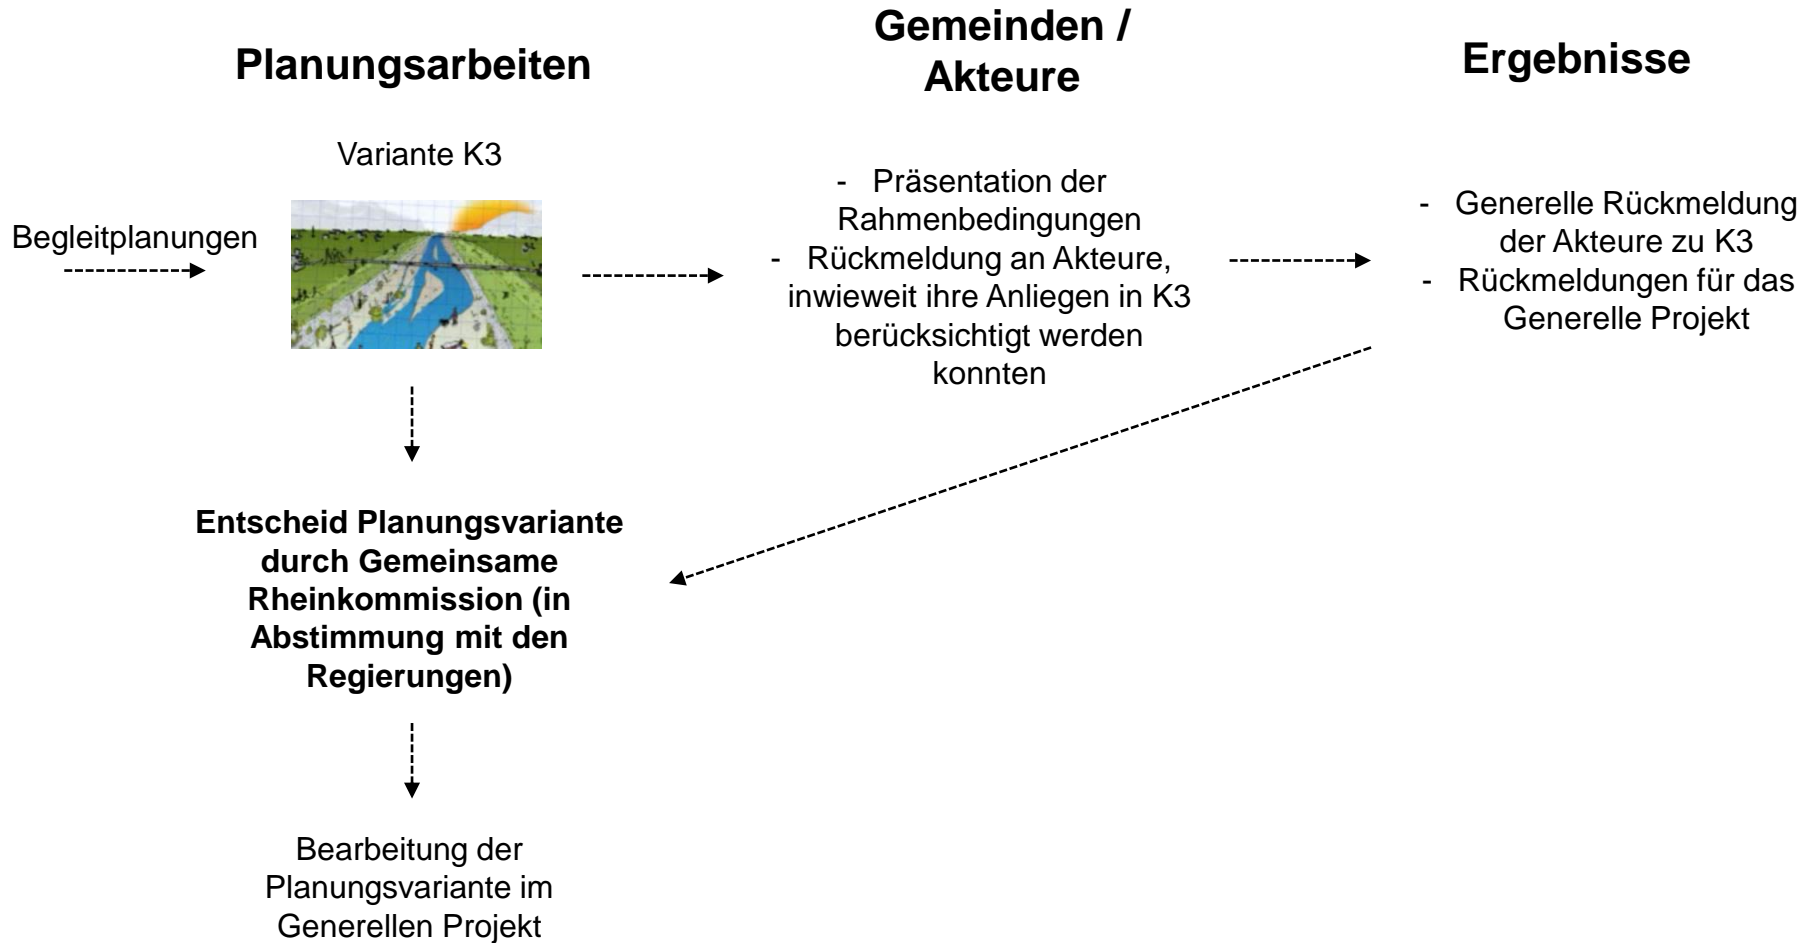 Planungsarbeiten
Gemeinden /
Akteure
Ergebnisse
Begleitplanungen
Variante K3
- Präsentation der
Rahmenbedingungen
- Rückmeldung an Akteure,
inwieweit ihre Anliegen in K3
berücksichtigt werden
konnten
- Generelle Rückmeldung
der Akteure zu K3
- Rückmeldungen für das
Generelle Projekt
Entscheid Planungsvariante
durch Gemeinsame
Rheinkommission (in
Abstimmung mit den
Regierungen)
Bearbeitung der
Planungsvariante im
Generellen Projekt